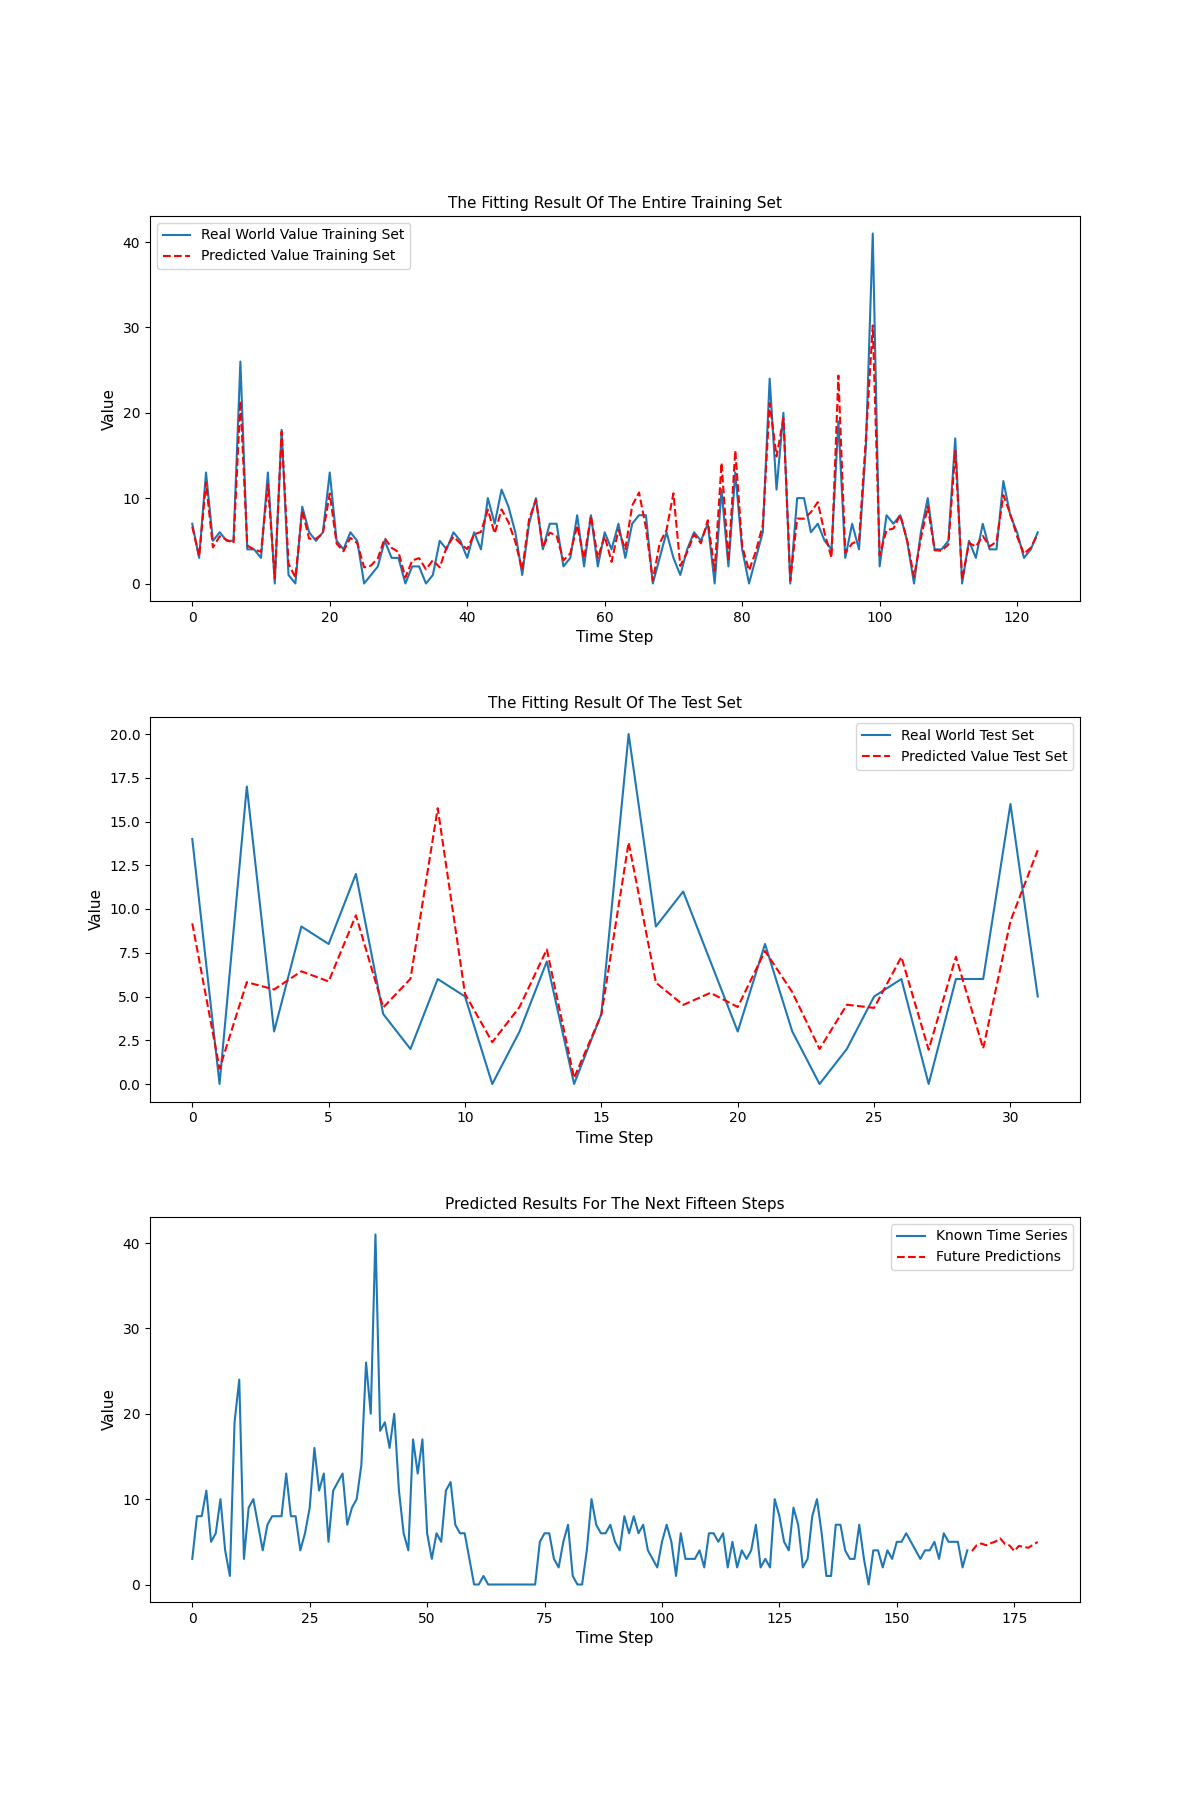 The Fitting Result Of The Entire Training Set
Real World Value Training Set
Predicted Value Training Set
40
30
20
10
0
Value
0 20 40 60 80 100 120
Time Step
The Fitting Result Of The Test Set
Real World Test Set
Predicted Value Test Set
20.0
17.5
15.0
12.5
10.0
7.5
5.0
2.5
0.0
Value
0 5 10 15 20 25 30
Time Step
Predicted Results For The Next Fifteen Steps
Known Time Series
Future Predictions
40
30
20
10
0
Value
0 25 50 75 100 125 150 175
Time Step